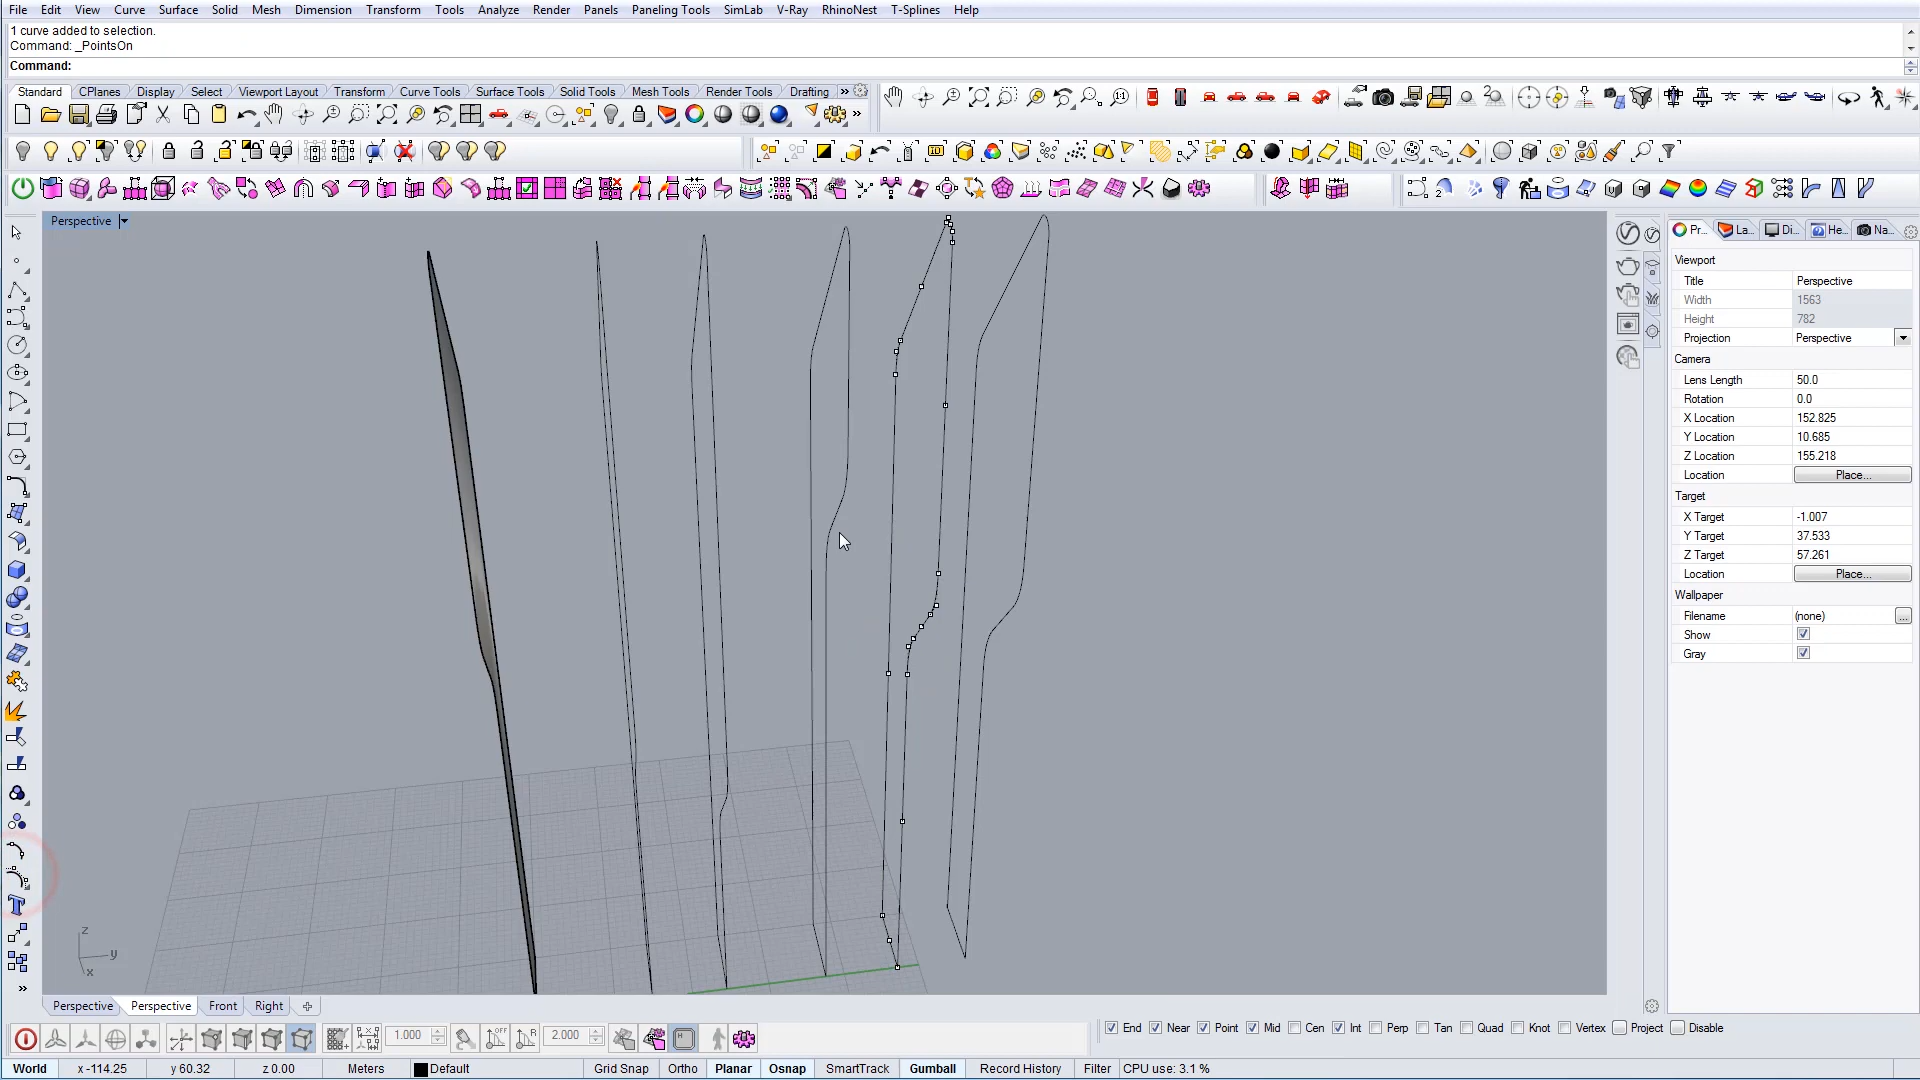 File Edit View Curve Surface Solid Mesh Dimension Transform Tools Analyze Render Panels Paneling Tools SimLab V-Ray RhinoNest T-Splines Help
1 curve added to selection.
Command: _PointsOn
Command:
Standard CPlanes Display Select Viewport Layout Transform Curve Tools Surface Tools Solid Tools Mesh Tools Render Tools Drafting »
Perspective
Pr... La... Di... He... Na...
Viewport
Title Perspective
Width 1563
Height 782
Projection Perspective
Camera
Lens Length 50.0
Rotation 0.0
X Location 152.825
Y Location 10.685
Z Location 155.218
Location Place...
Target
X Target -1.007
Y Target 37.533
Z Target 57.261
Location Place...
Wallpaper
Filename (none) ...
Show
Gray
z
y
x
Perspective Perspective Front Right
1.000 2.000
End Near Point Mid Cen Int Perp Tan Quad Knot Vertex Project Disable
World x -114.25 y 60.32 z 0.00 Meters Default Grid Snap Ortho Planar Osnap SmartTrack Gumball Record History Filter CPU use: 3.1 %